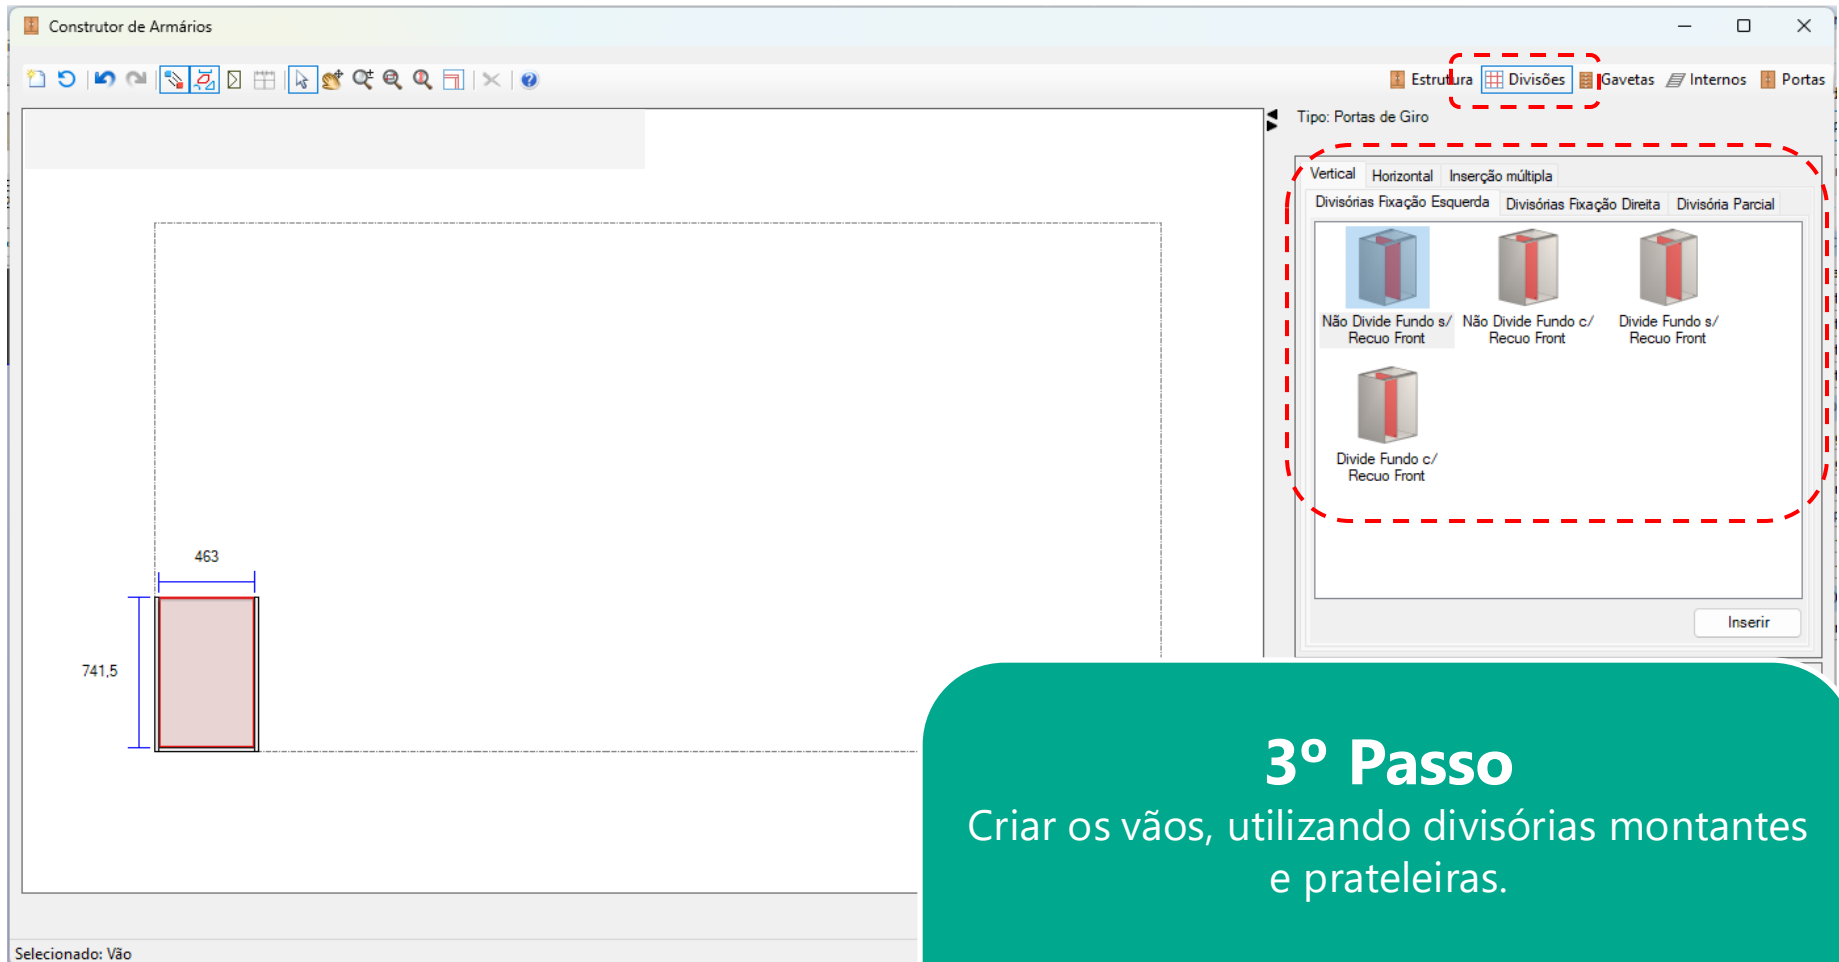 Construtor de Armários
Estrutura Divisões Gavetas Internos Portas
Tipo: Portas de Giro
Vertical Horizontal Inserção múltipla
Divisórias Fixação Esquerda Divisórias Fixação Direita Divisória Parcial
Não Divide Fundo s/
Recuo Front
Não Divide Fundo c/
Recuo Front
Divide Fundo s/
Recuo Front
Divide Fundo c/
Recuo Front
463
741,5
Inserir
3º Passo
Criar os vãos, utilizando divisórias montantes
e prateleiras.
Selecionado: Vão